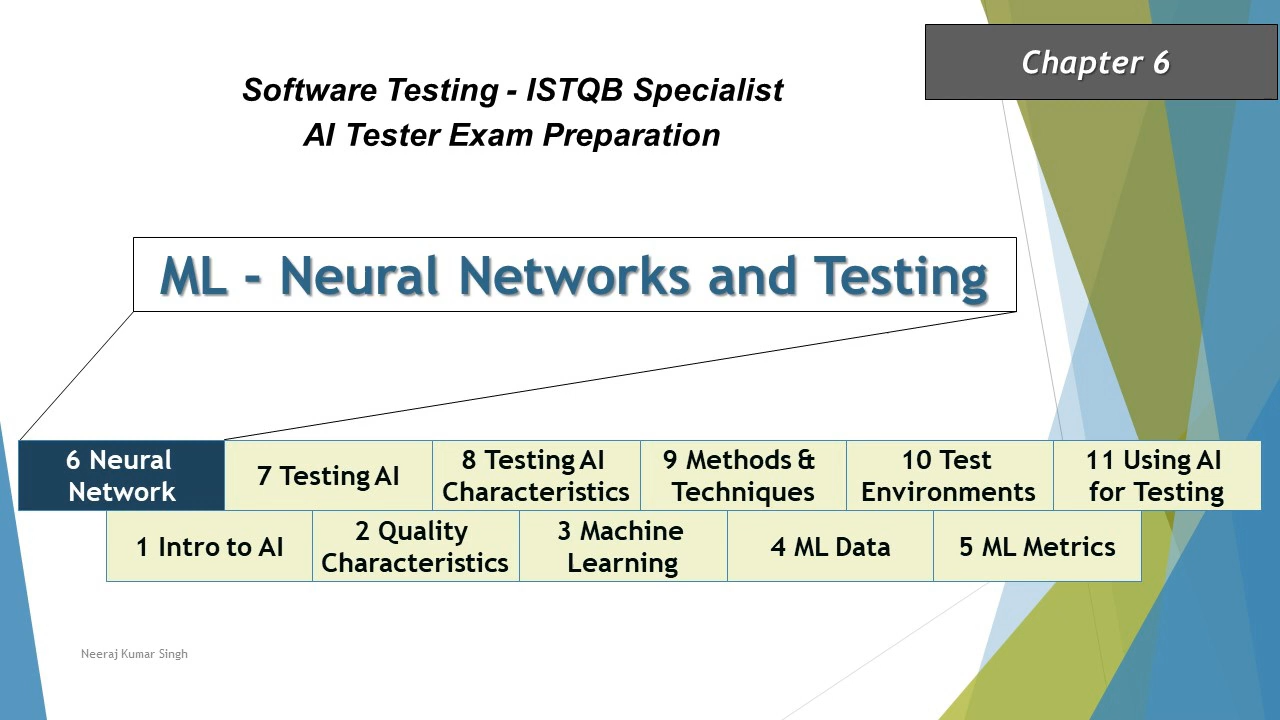 Chapter 6
Software Testing - ISTQB Specialist
AI Tester Exam Preparation
ML - Neural Networks and Testing
6 Neural
Network
7 Testing AI
8 Testing AI
Characteristics
9 Methods &
Techniques
10 Test
Environments
11 Using AI
for Testing
1 Intro to AI
2 Quality
Characteristics
3 Machine
Learning
4 ML Data
5 ML Metrics
Neeraj Kumar Singh